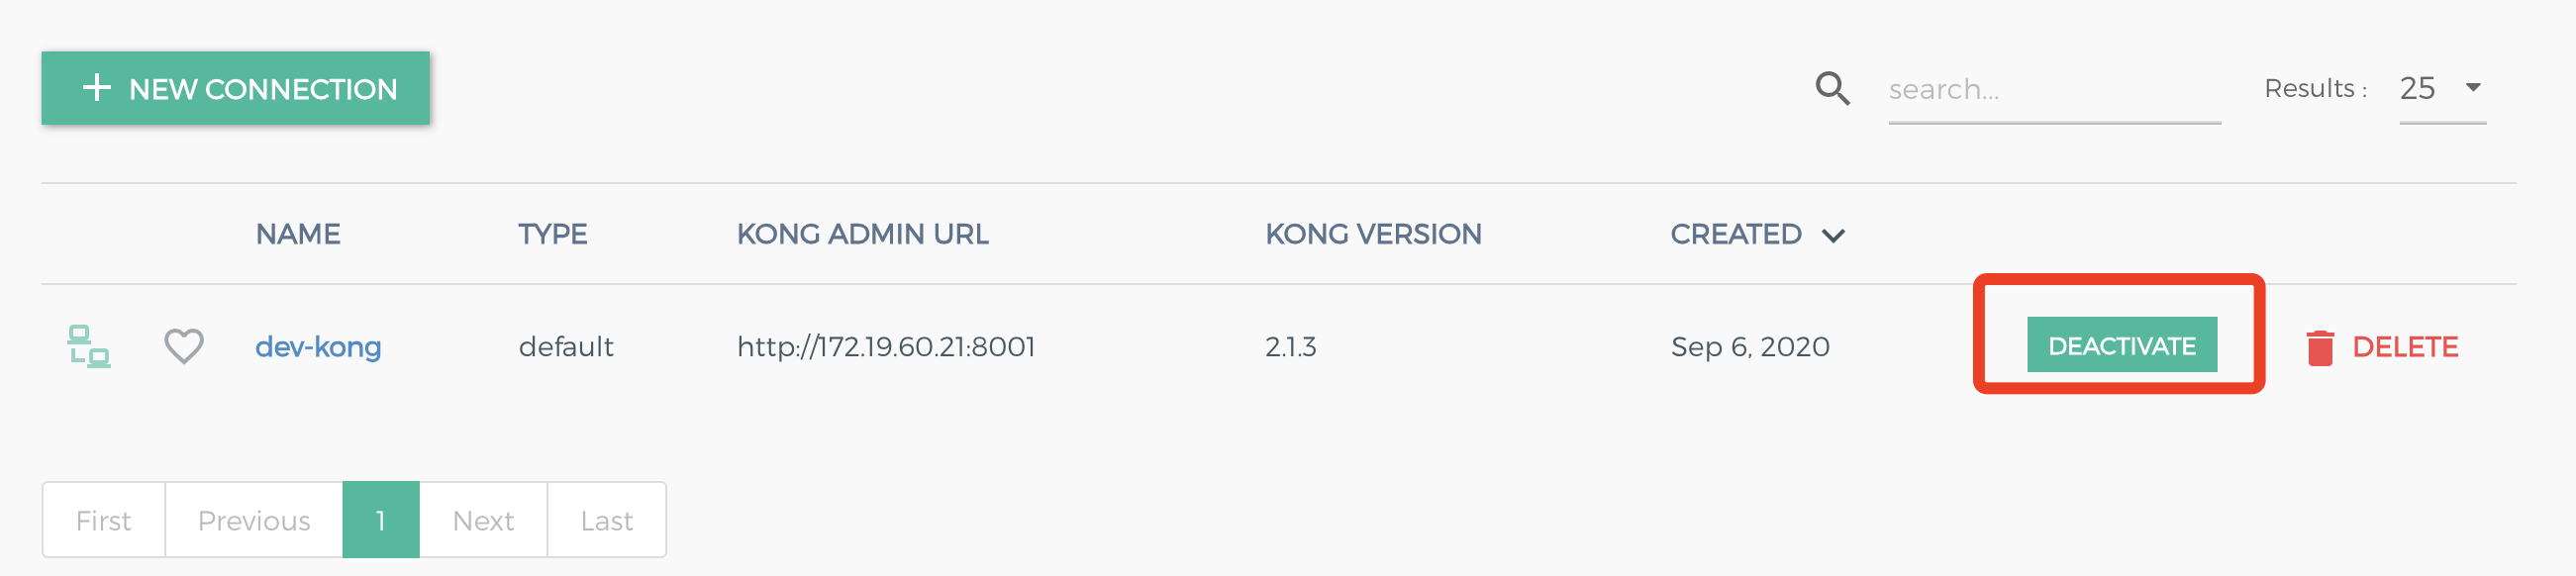 + NEW CONNECTION search... Results : 25
NAME TYPE KONG ADMIN URL KONG VERSION CREATED
dev-kong default http://172.19.60.21:8001 2.1.3 Sep 6, 2020 DEACTIVATE DELETE
First Previous 1 Next Last